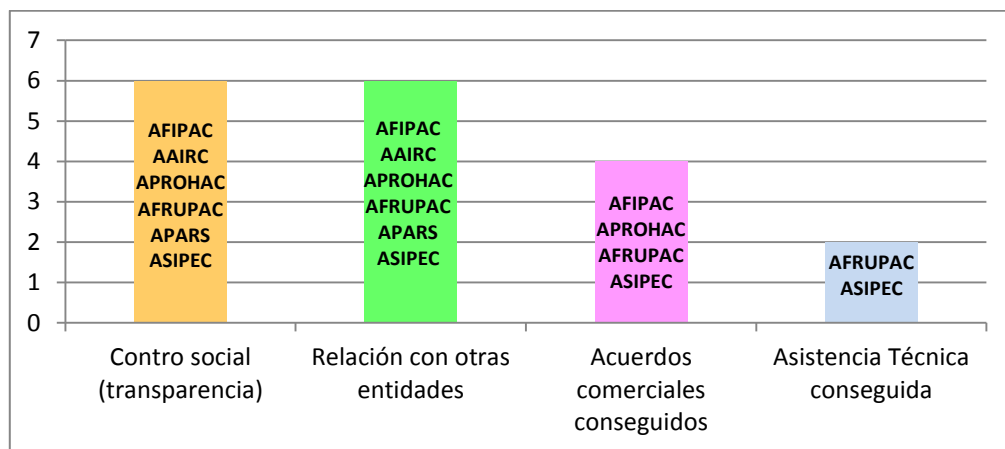 7
6
5
4
3
2
1
0
AFIPAC
AAIRC
APROHAC
AFRUPAC
APARS
ASIPEC
AFIPAC
AAIRC
APROHAC
AFRUPAC
APARS
ASIPEC
AFIPAC
APROHAC
AFRUPAC
ASIPEC
AFRUPAC
ASIPEC
Contro social
(transparencia)
Relación con otras
entidades
Acuerdos
comerciales
conseguidos
Asistencia Técnica
conseguida